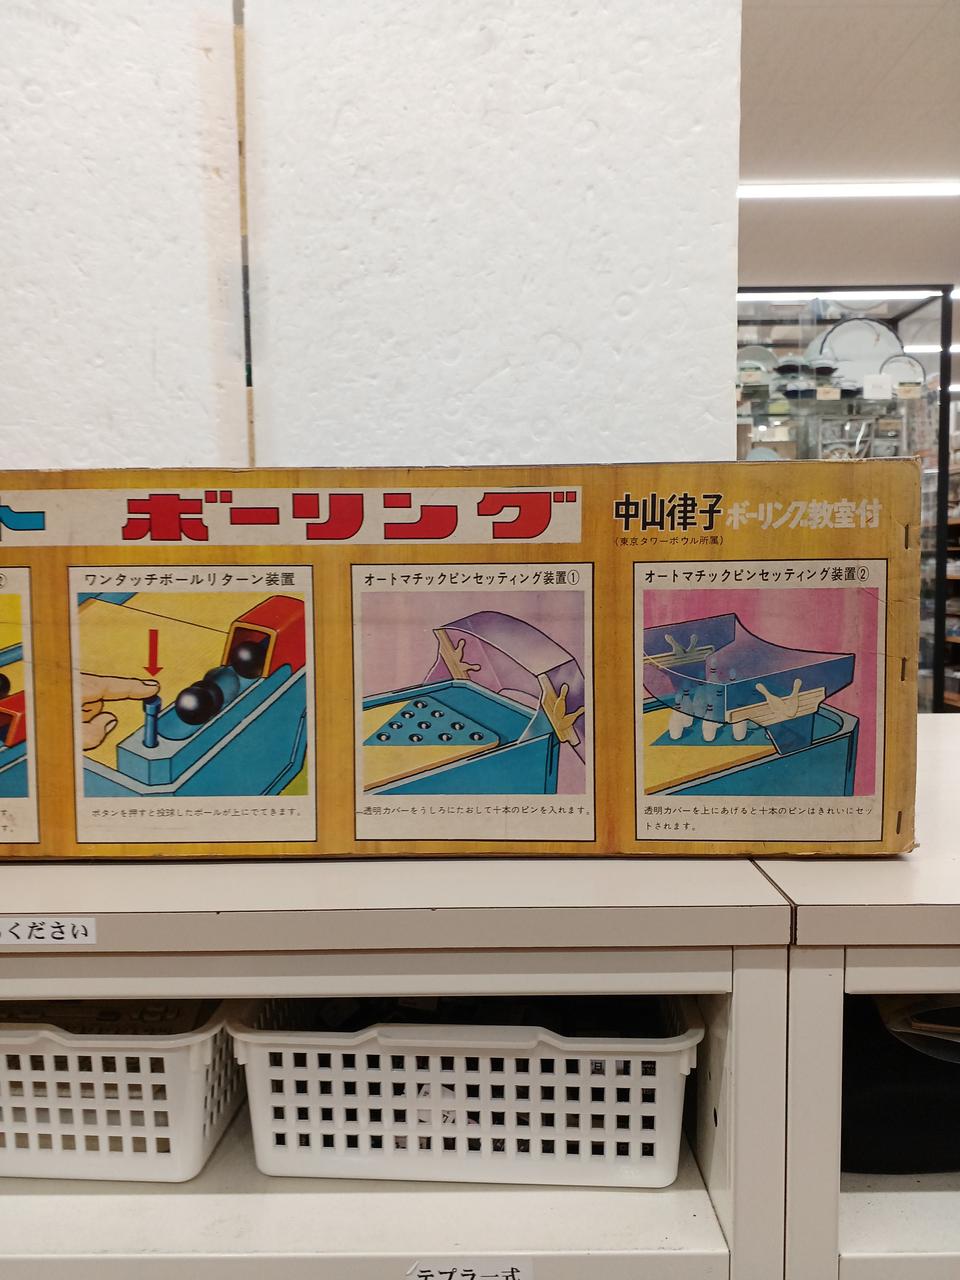 ト ボーリング
中山律子ボーリング教室付
(東京タワーボウル所属)
②
ワンタッチボールリターン装置
オートマチックピンセッティング装置①
オートマチックピンセッティング装置②
す。
す。
ボタンを押すと投球したボールが上にでてきます。
透明カバーをうしろにたおして十本のピンを入れます。
透明カバーを上にあげると十本のピンはきれいにセッ
トされます。
ください
テプラ一式